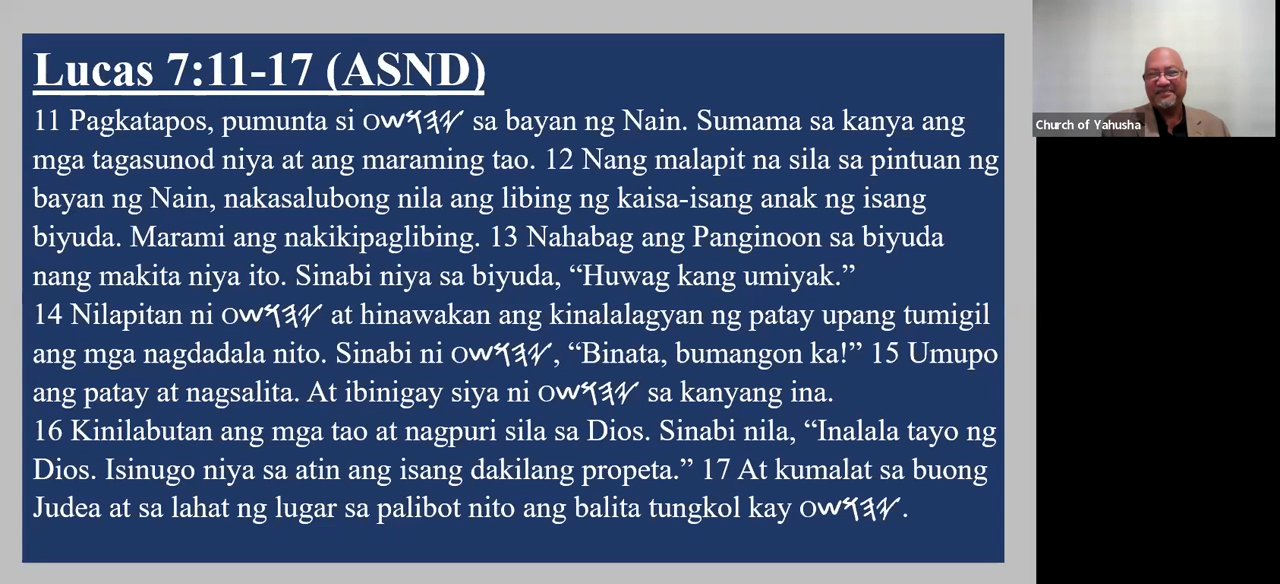 Lucas 7:11-17 (ASND)
11 Pagkatapos, pumunta si 𐤉𐤄𐤅𐤔𐤏 sa bayan ng Nain. Sumama sa kanya ang
mga tagasunod niya at ang maraming tao. 12 Nang malapit na sila sa pintuan ng
bayan ng Nain, nakasalubong nila ang libing ng kaisa-isang anak ng isang
biyuda. Marami ang nakikipaglibing. 13 Nahabag ang Panginoon sa biyuda
nang makita niya ito. Sinabi niya sa biyuda, “Huwag kang umiyak.”
14 Nilapitan ni 𐤉𐤄𐤅𐤔𐤏 at hinawakan ang kinalalagyan ng patay upang tumigil
ang mga nagdadala nito. Sinabi ni 𐤉𐤄𐤅𐤔𐤏, “Binata, bumangon ka!” 15 Umupo
ang patay at nagsalita. At ibinigay siya ni 𐤉𐤄𐤅𐤔𐤏 sa kanyang ina.
16 Kinilabutan ang mga tao at nagpuri sila sa Dios. Sinabi nila, “Inalala tayo ng
Dios. Isinugo niya sa atin ang isang dakilang propeta.” 17 At kumalat sa buong
Judea at sa lahat ng lugar sa palibot nito ang balita tungkol kay 𐤉𐤄𐤅𐤔𐤏.
Church of Yahusha